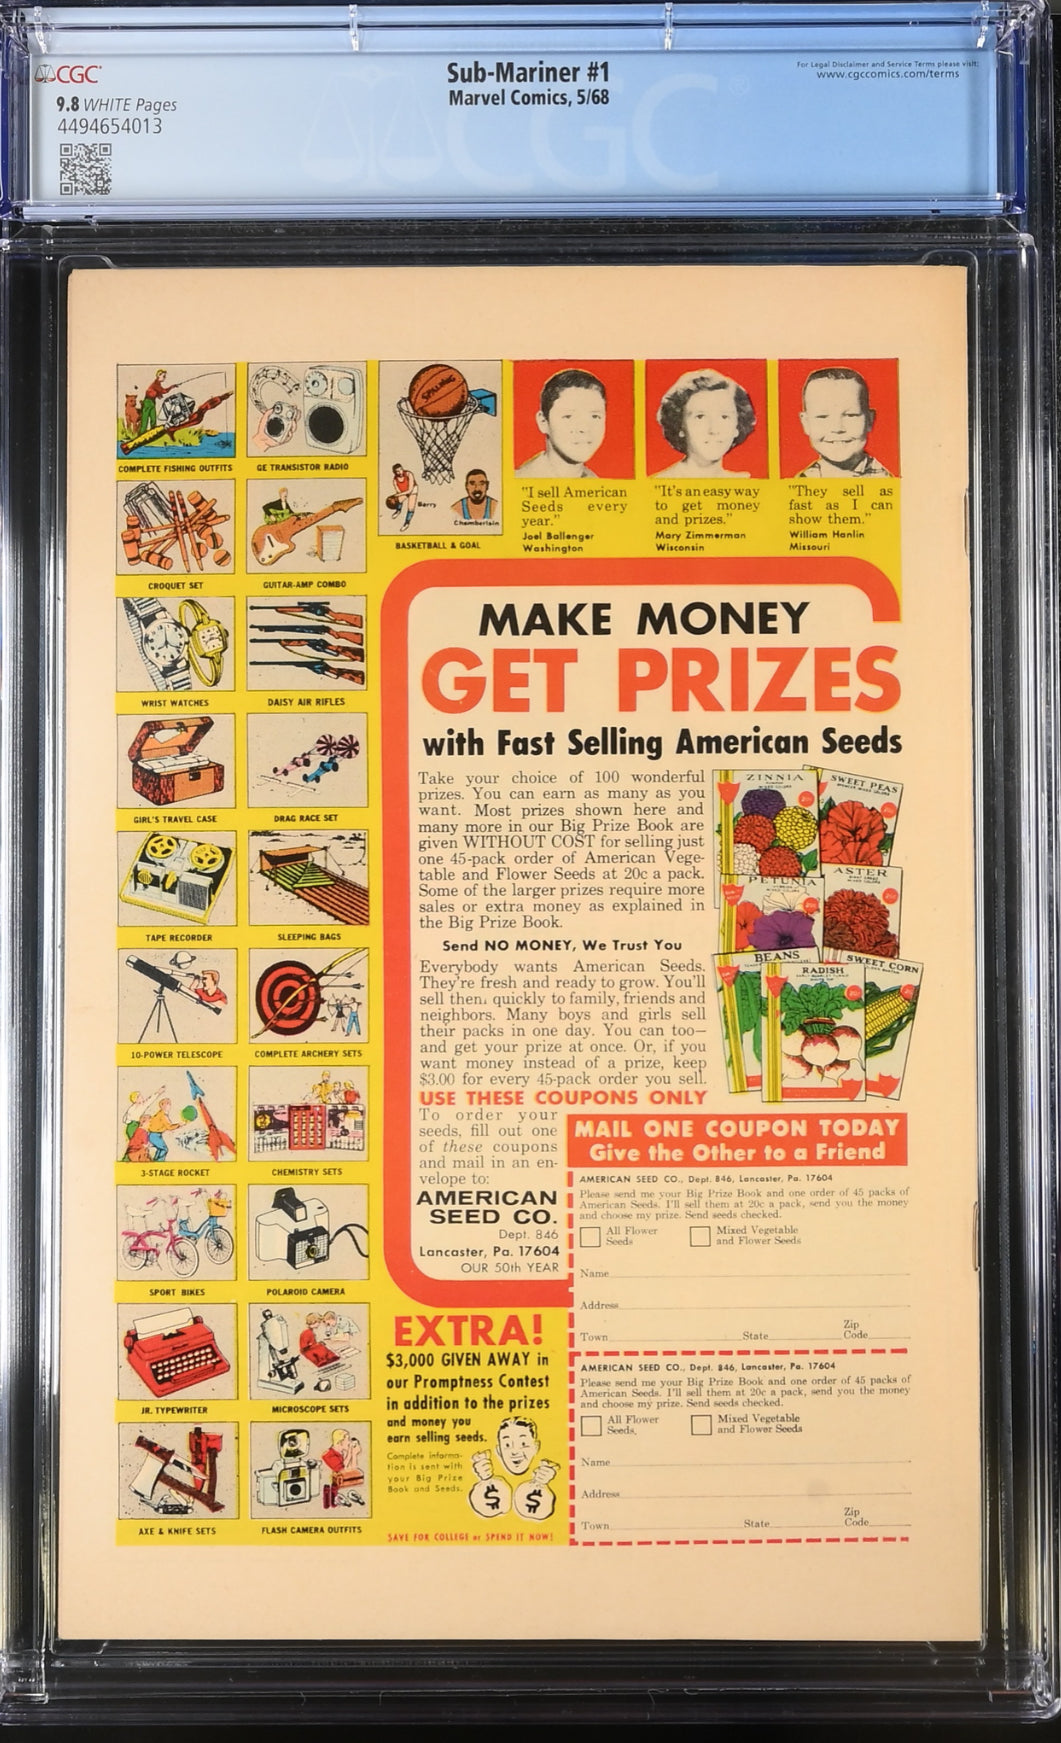 CGC
9.8 WHITE Pages
4494654013
Sub-Mariner #1
Marvel Comics, 5/68
For Legal Disclaimer and Service Terms please visit:
www.cgccomics.com/terms
CGC
COMPLETE FISHING OUTFITS
GE TRANSISTOR RADIO
SPALDING
Barry
Chamberlain
BASKETBALL & GOAL
"I sell American
Seeds every
year."
Joel Ballenger
Washington
"It's an easy way
to get money
and prizes."
Mary Zimmerman
Wisconsin
"They sell as
fast as I can
show them."
William Hanlin
Missouri
CROQUET SET
GUITAR-AMP COMBO
WRIST WATCHES
DAISY AIR RIFLES
GIRL'S TRAVEL CASE
DRAG RACE SET
TAPE RECORDER
SLEEPING BAGS
10-POWER TELESCOPE
COMPLETE ARCHERY SETS
3-STAGE ROCKET
CHEMISTRY SETS
SPORT BIKES
POLAROID CAMERA
JR. TYPEWRITER
MICROSCOPE SETS
AXE & KNIFE SETS
FLASH CAMERA OUTFITS
MAKE MONEY
GET PRIZES
with Fast Selling American Seeds
Take your choice of 100 wonderful
prizes. You can earn as many as you
want. Most prizes shown here and
many more in our Big Prize Book are
given WITHOUT COST for selling just
one 45-pack order of American Vege-
table and Flower Seeds at 20c a pack.
Some of the larger prizes require more
sales or extra money as explained in
the Big Prize Book.
Send NO MONEY, We Trust You
Everybody wants American Seeds.
They're fresh and ready to grow. You'll
sell them quickly to family, friends and
neighbors. Many boys and girls sell
their packs in one day. You can too—
and get your prize at once. Or, if you
want money instead of a prize, keep
$3.00 for every 45-pack order you sell.
USE THESE COUPONS ONLY
To order your
seeds, fill out one
of these coupons
and mail in an en-
velope to:
AMERICAN
SEED CO.
Dept. 846
Lancaster, Pa. 17604
OUR 50th YEAR
ZINNIA
SWEET PEAS
PETUNIA
ASTER
BEANS
RADISH
SWEET CORN
MAIL ONE COUPON TODAY
Give the Other to a Friend
AMERICAN SEED CO., Dept. 846, Lancaster, Pa. 17604
Please send me your Big Prize Book and one order of 45 packs of
American Seeds. I'll sell them at 20c a pack, send you the money
and choose my prize. Send seeds checked.
All Flower
Seeds
Mixed Vegetable
and Flower Seeds
Name
Address
Town State Zip Code
AMERICAN SEED CO., Dept. 846, Lancaster, Pa. 17604
Please send me your Big Prize Book and one order of 45 packs of
American Seeds. I'll sell them at 20c a pack, send you the money
and choose my prize. Send seeds checked.
All Flower
Seeds.
Mixed Vegetable
and Flower Seeds
Name
Address
Town State Zip Code
EXTRA!
$3,000 GIVEN AWAY in
our Promptness Contest
in addition to the prizes
and money you
earn selling seeds.
Complete informa-
tion is sent with
your Big Prize
Book and Seeds.
$ $
SAVE FOR COLLEGE or SPEND IT NOW!